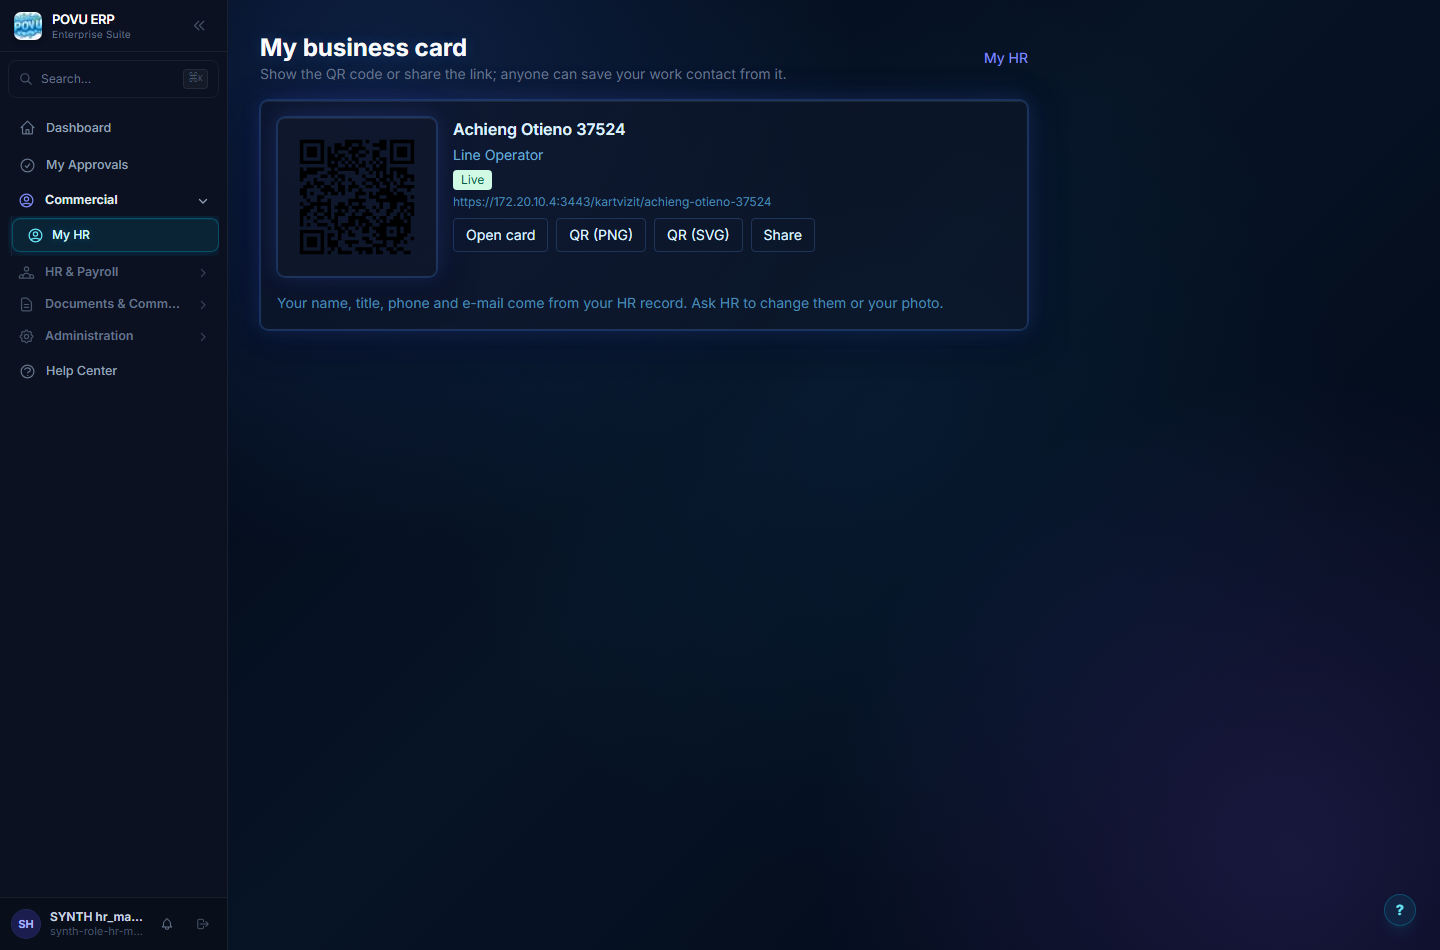 POVU ERP
Enterprise Suite
Search...
⌘K
Dashboard
My Approvals
Commercial
My HR
HR & Payroll
Documents & Comm...
Administration
Help Center
SH
SYNTH hr_ma...
synth-role-hr-m...
My business card
Show the QR code or share the link; anyone can save your work contact from it.
My HR
Achieng Otieno 37524
Line Operator
Live
https://172.20.10.4:3443/kartvizit/achieng-otieno-37524
Open card
QR (PNG)
QR (SVG)
Share
Your name, title, phone and e-mail come from your HR record. Ask HR to change them or your photo.
?